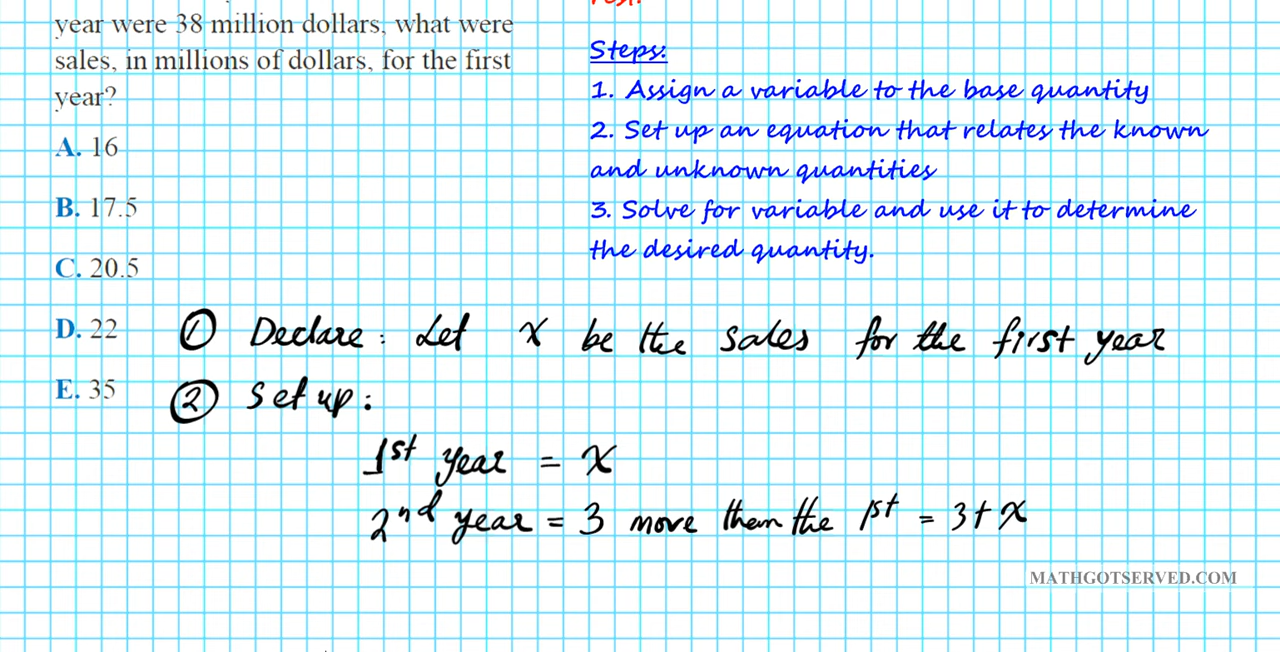 year were 38 million dollars, what were
sales, in millions of dollars, for the first
year?
A. 16
B. 17.5
C. 20.5
D. 22
E. 35
Steps:
1. Assign a variable to the base quantity
2. Set up an equation that relates the known
and unknown quantities
3. Solve for variable and use it to determine
the desired quantity.
① Declare: Let x be the sales for the first year
② Set up:
1st year = x
2nd year = 3 more than the 1st = 3+x
MATHGOTSERVED.COM